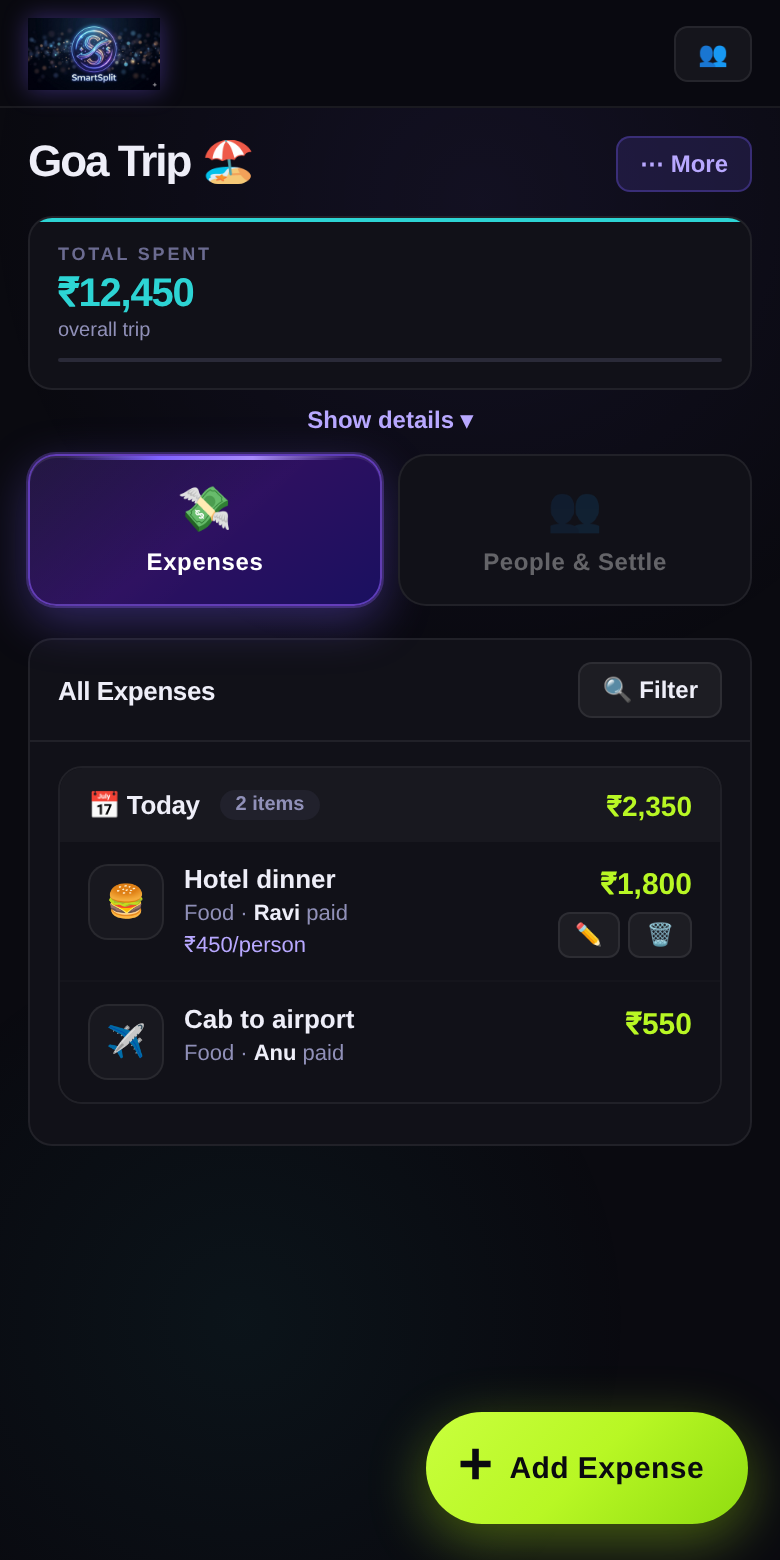 SmartSplit
👥
Goa Trip 🏖️
⋯ More
TOTAL SPENT
₹12,450
overall trip
Show details ▾
💸
Expenses
👥
People & Settle
All Expenses
🔍 Filter
📅 Today 2 items ₹2,350
🍔
Hotel dinner
₹1,800
Food · Ravi paid
₹450/person
✏️ 🗑️
✈️
Cab to airport
₹550
Food · Anu paid
+ Add Expense